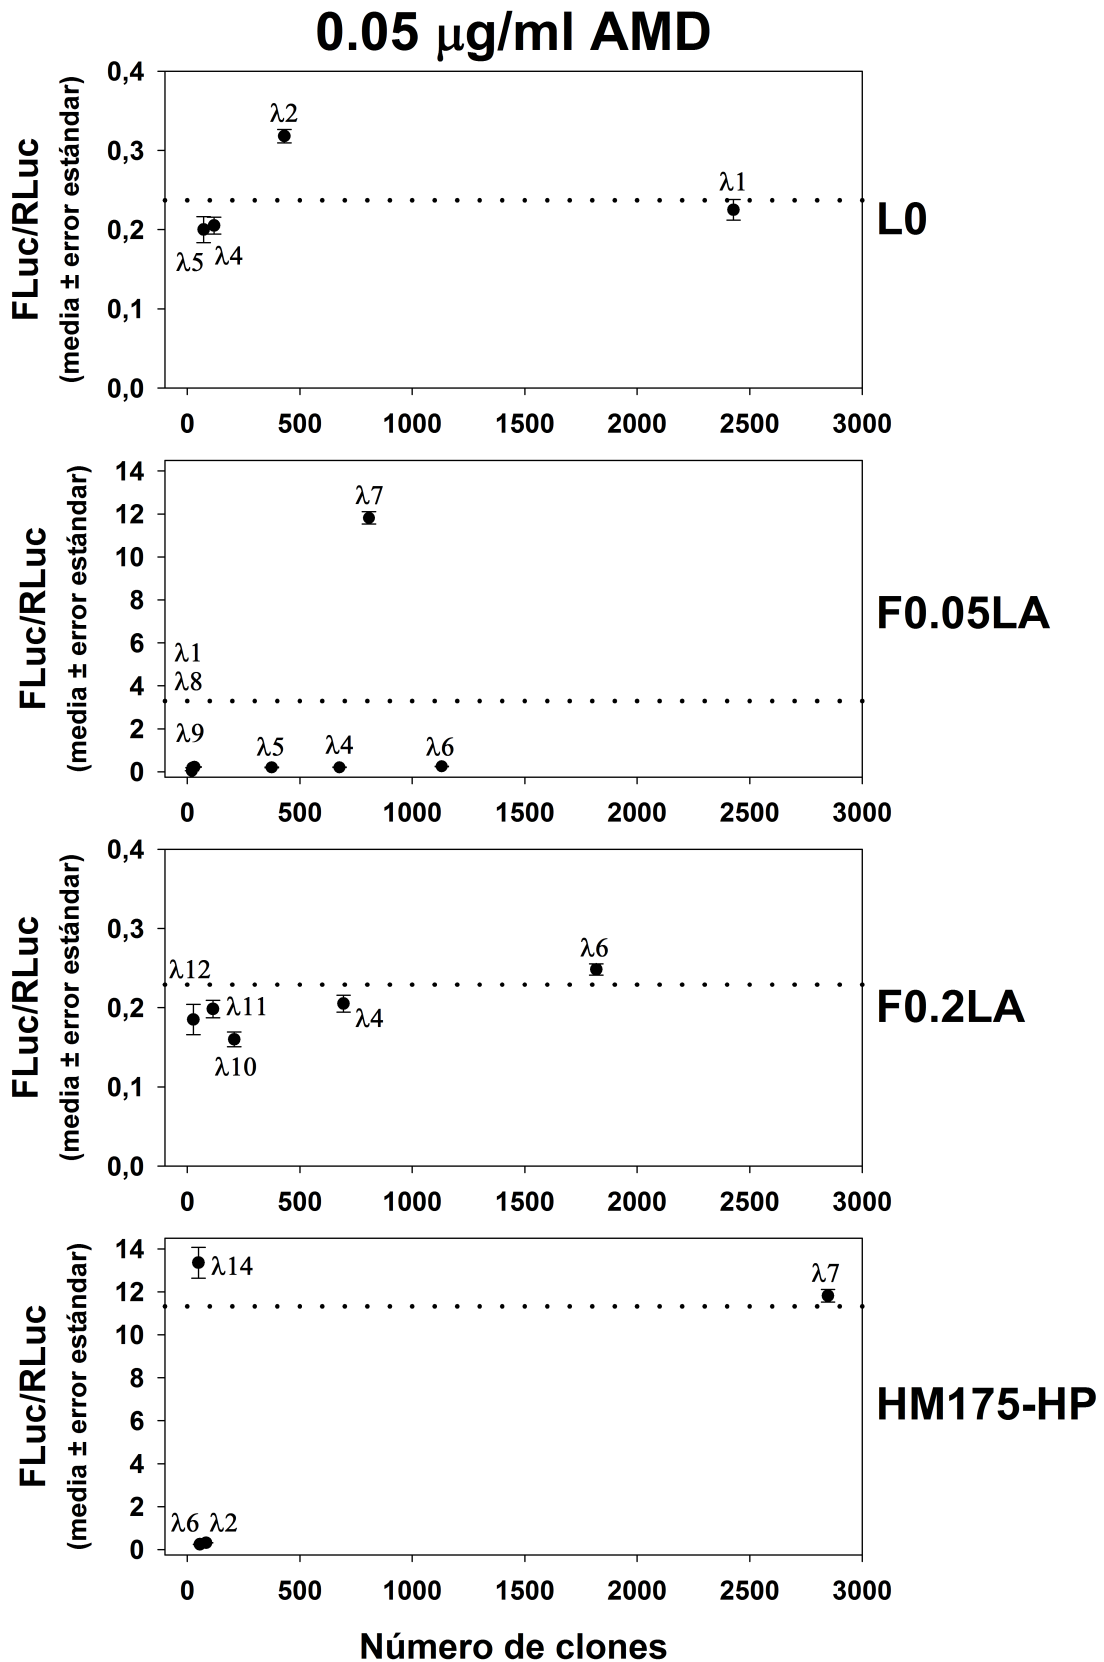 0.05 μg/ml AMD
FLuc/RLuc
(media ± error estándar)
0,4
0,3
0,2
0,1
0,0
λ2
λ1
λ5
λ4
L0
0 500 1000 1500 2000 2500 3000
FLuc/RLuc
(media ± error estándar)
14
12
10
8
6
4
2
0
λ7
λ1
λ8
λ9
λ5
λ4
λ6
F0.05LA
0 500 1000 1500 2000 2500 3000
FLuc/RLuc
(media ± error estándar)
0,4
0,3
0,2
0,1
0,0
λ6
λ12
λ11
λ4
λ10
F0.2LA
0 500 1000 1500 2000 2500 3000
FLuc/RLuc
(media ± error estándar)
14
12
10
8
6
4
2
0
λ14
λ7
λ6
λ2
HM175-HP
0 500 1000 1500 2000 2500 3000
Número de clones